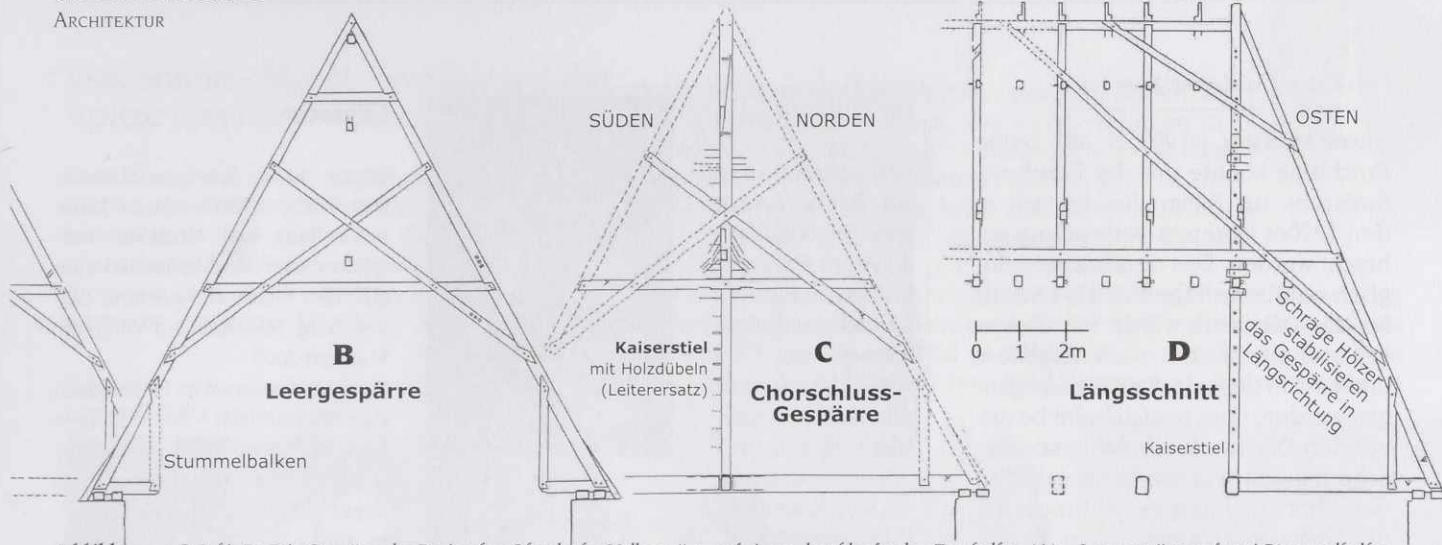 ARCHITEKTUR
SÜDEN
NORDEN
OSTEN
B
Leergespärre
Stummelbalken
Kaiserstiel
mit Holzdübeln
(Leiterersatz)
C
Chorschluss-
Gespärre
0 1 2m
D
Längsschnitt
Schräge Hölzer
stabilisieren
das Gespärre in
Längsrichtung
Kaiserstiel